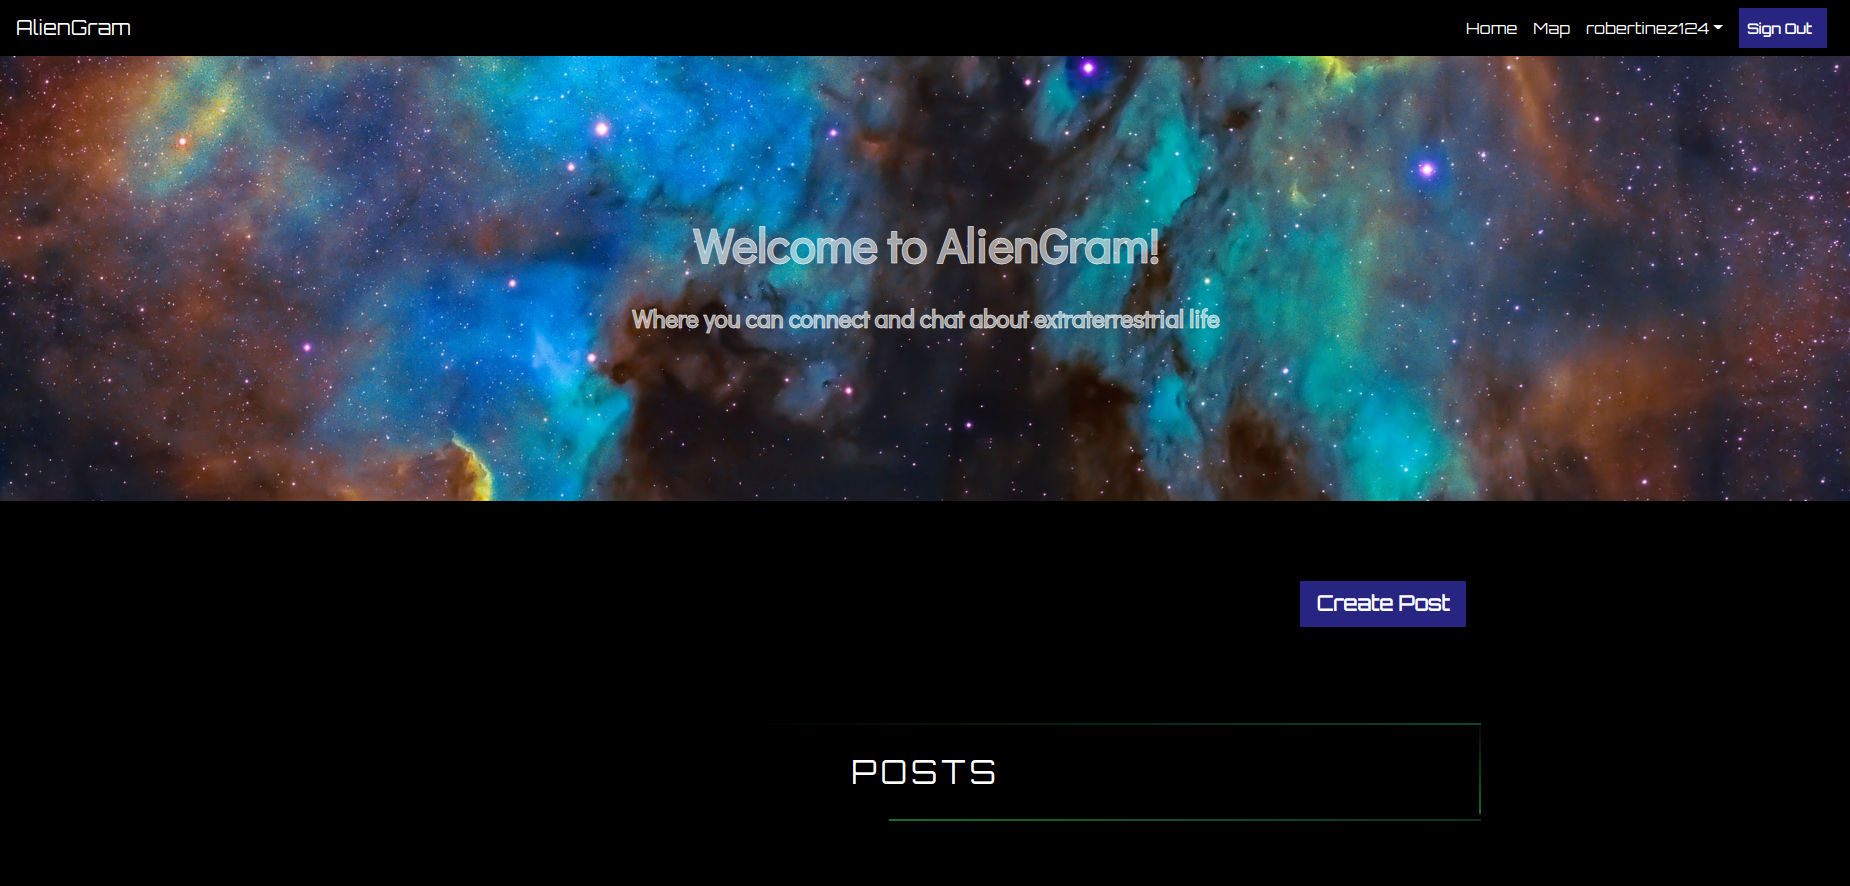 AlienGram
Home Map robertinez124 Sign Out
Welcome to AlienGram!
Where you can connect and chat about extraterrestrial life
Create Post
POSTS